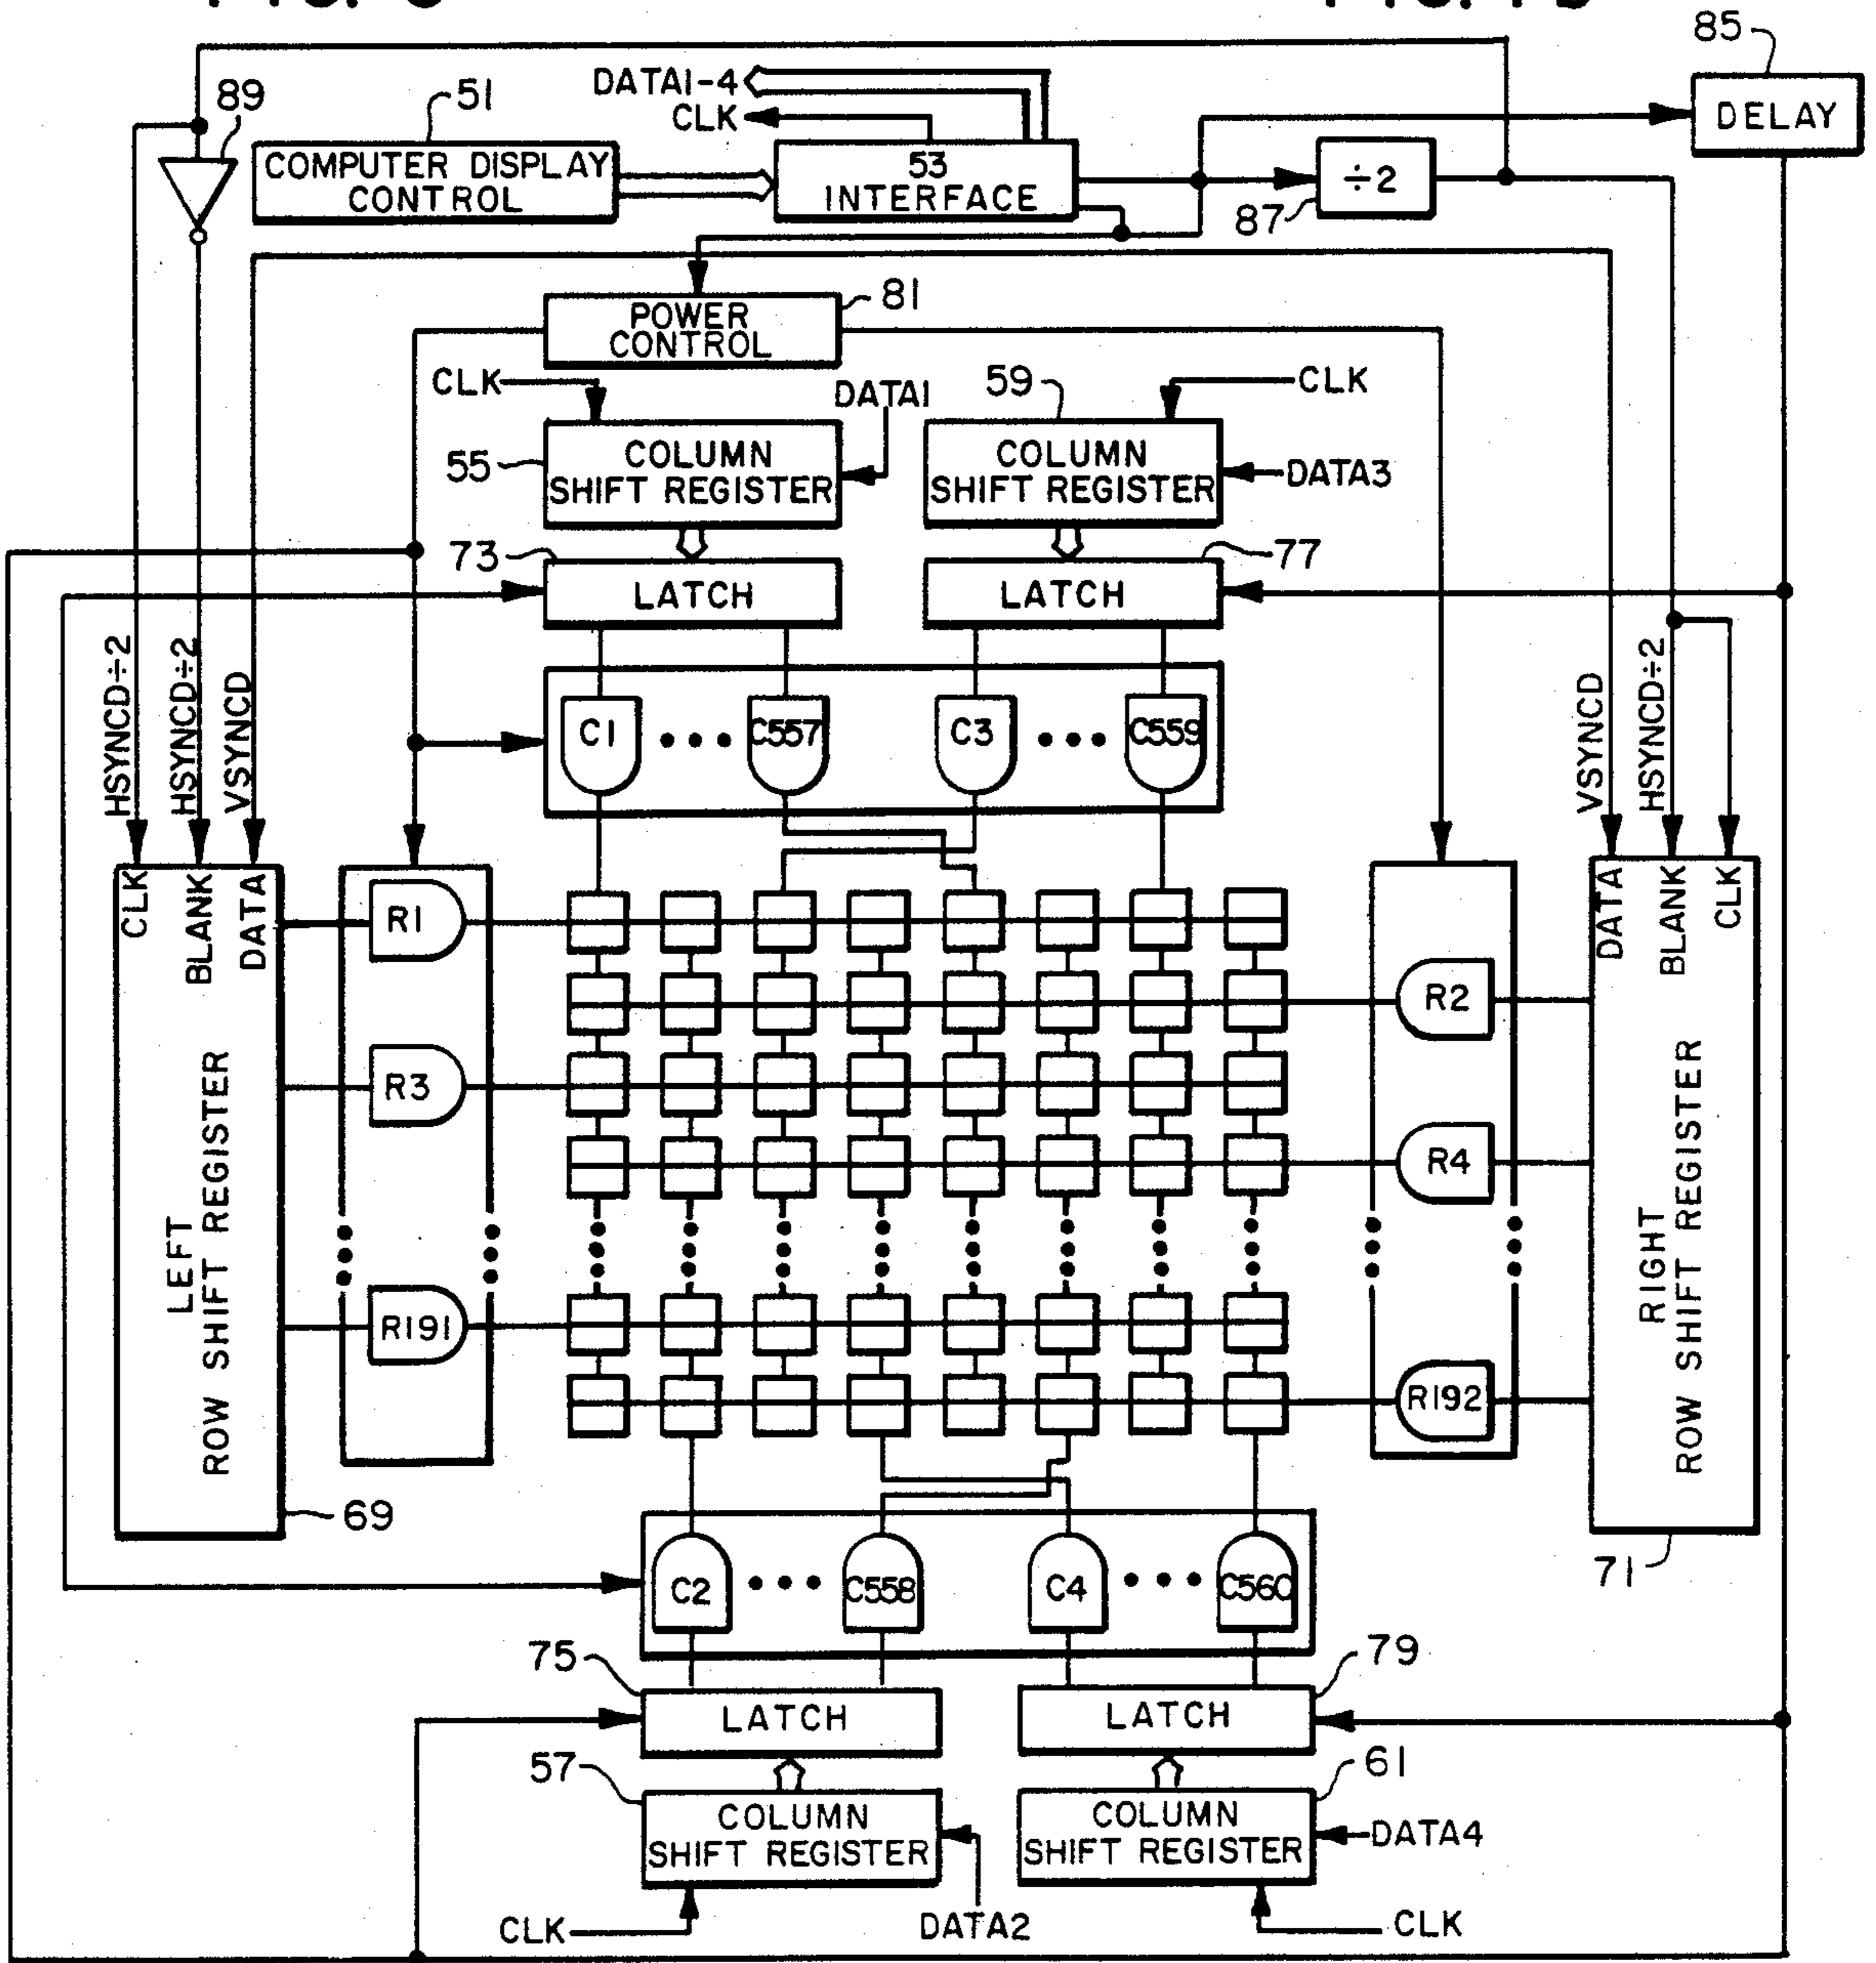 85
DATA1-4
CLK
89
51
COMPUTER DISPLAY
CONTROL
53
INTERFACE
÷2
87
DELAY
POWER
CONTROL
81
CLK
DATA1
59
CLK
55
COLUMN
SHIFT REGISTER
COLUMN
SHIFT REGISTER
DATA3
73
LATCH
LATCH
77
HSYNCD÷2
HSYNCD÷2
VSYNCD
C1
C557
C3
C559
VSYNCD
HSYNCD÷2
CLK
BLANK
DATA
DATA
BLANK
CLK
R1
R2
R3
R4
LEFT
ROW SHIFT REGISTER
RIGHT
ROW SHIFT REGISTER
R191
R192
69
71
C2
C558
C4
C560
75
LATCH
LATCH
79
57
COLUMN
SHIFT REGISTER
COLUMN
SHIFT REGISTER
61
DATA4
CLK
DATA2
CLK